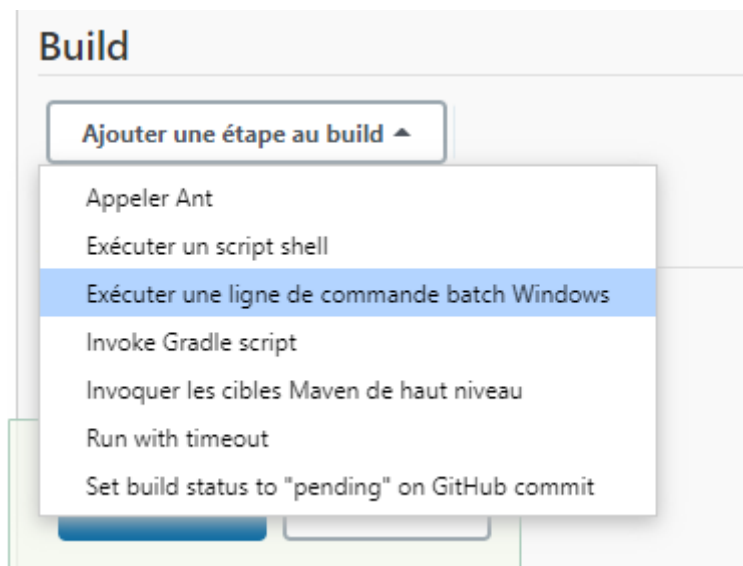 Build
Ajouter une étape au build
Appeler Ant
Exécuter un script shell
Exécuter une ligne de commande batch Windows
Invoke Gradle script
Invoquer les cibles Maven de haut niveau
Run with timeout
Set build status to "pending" on GitHub commit